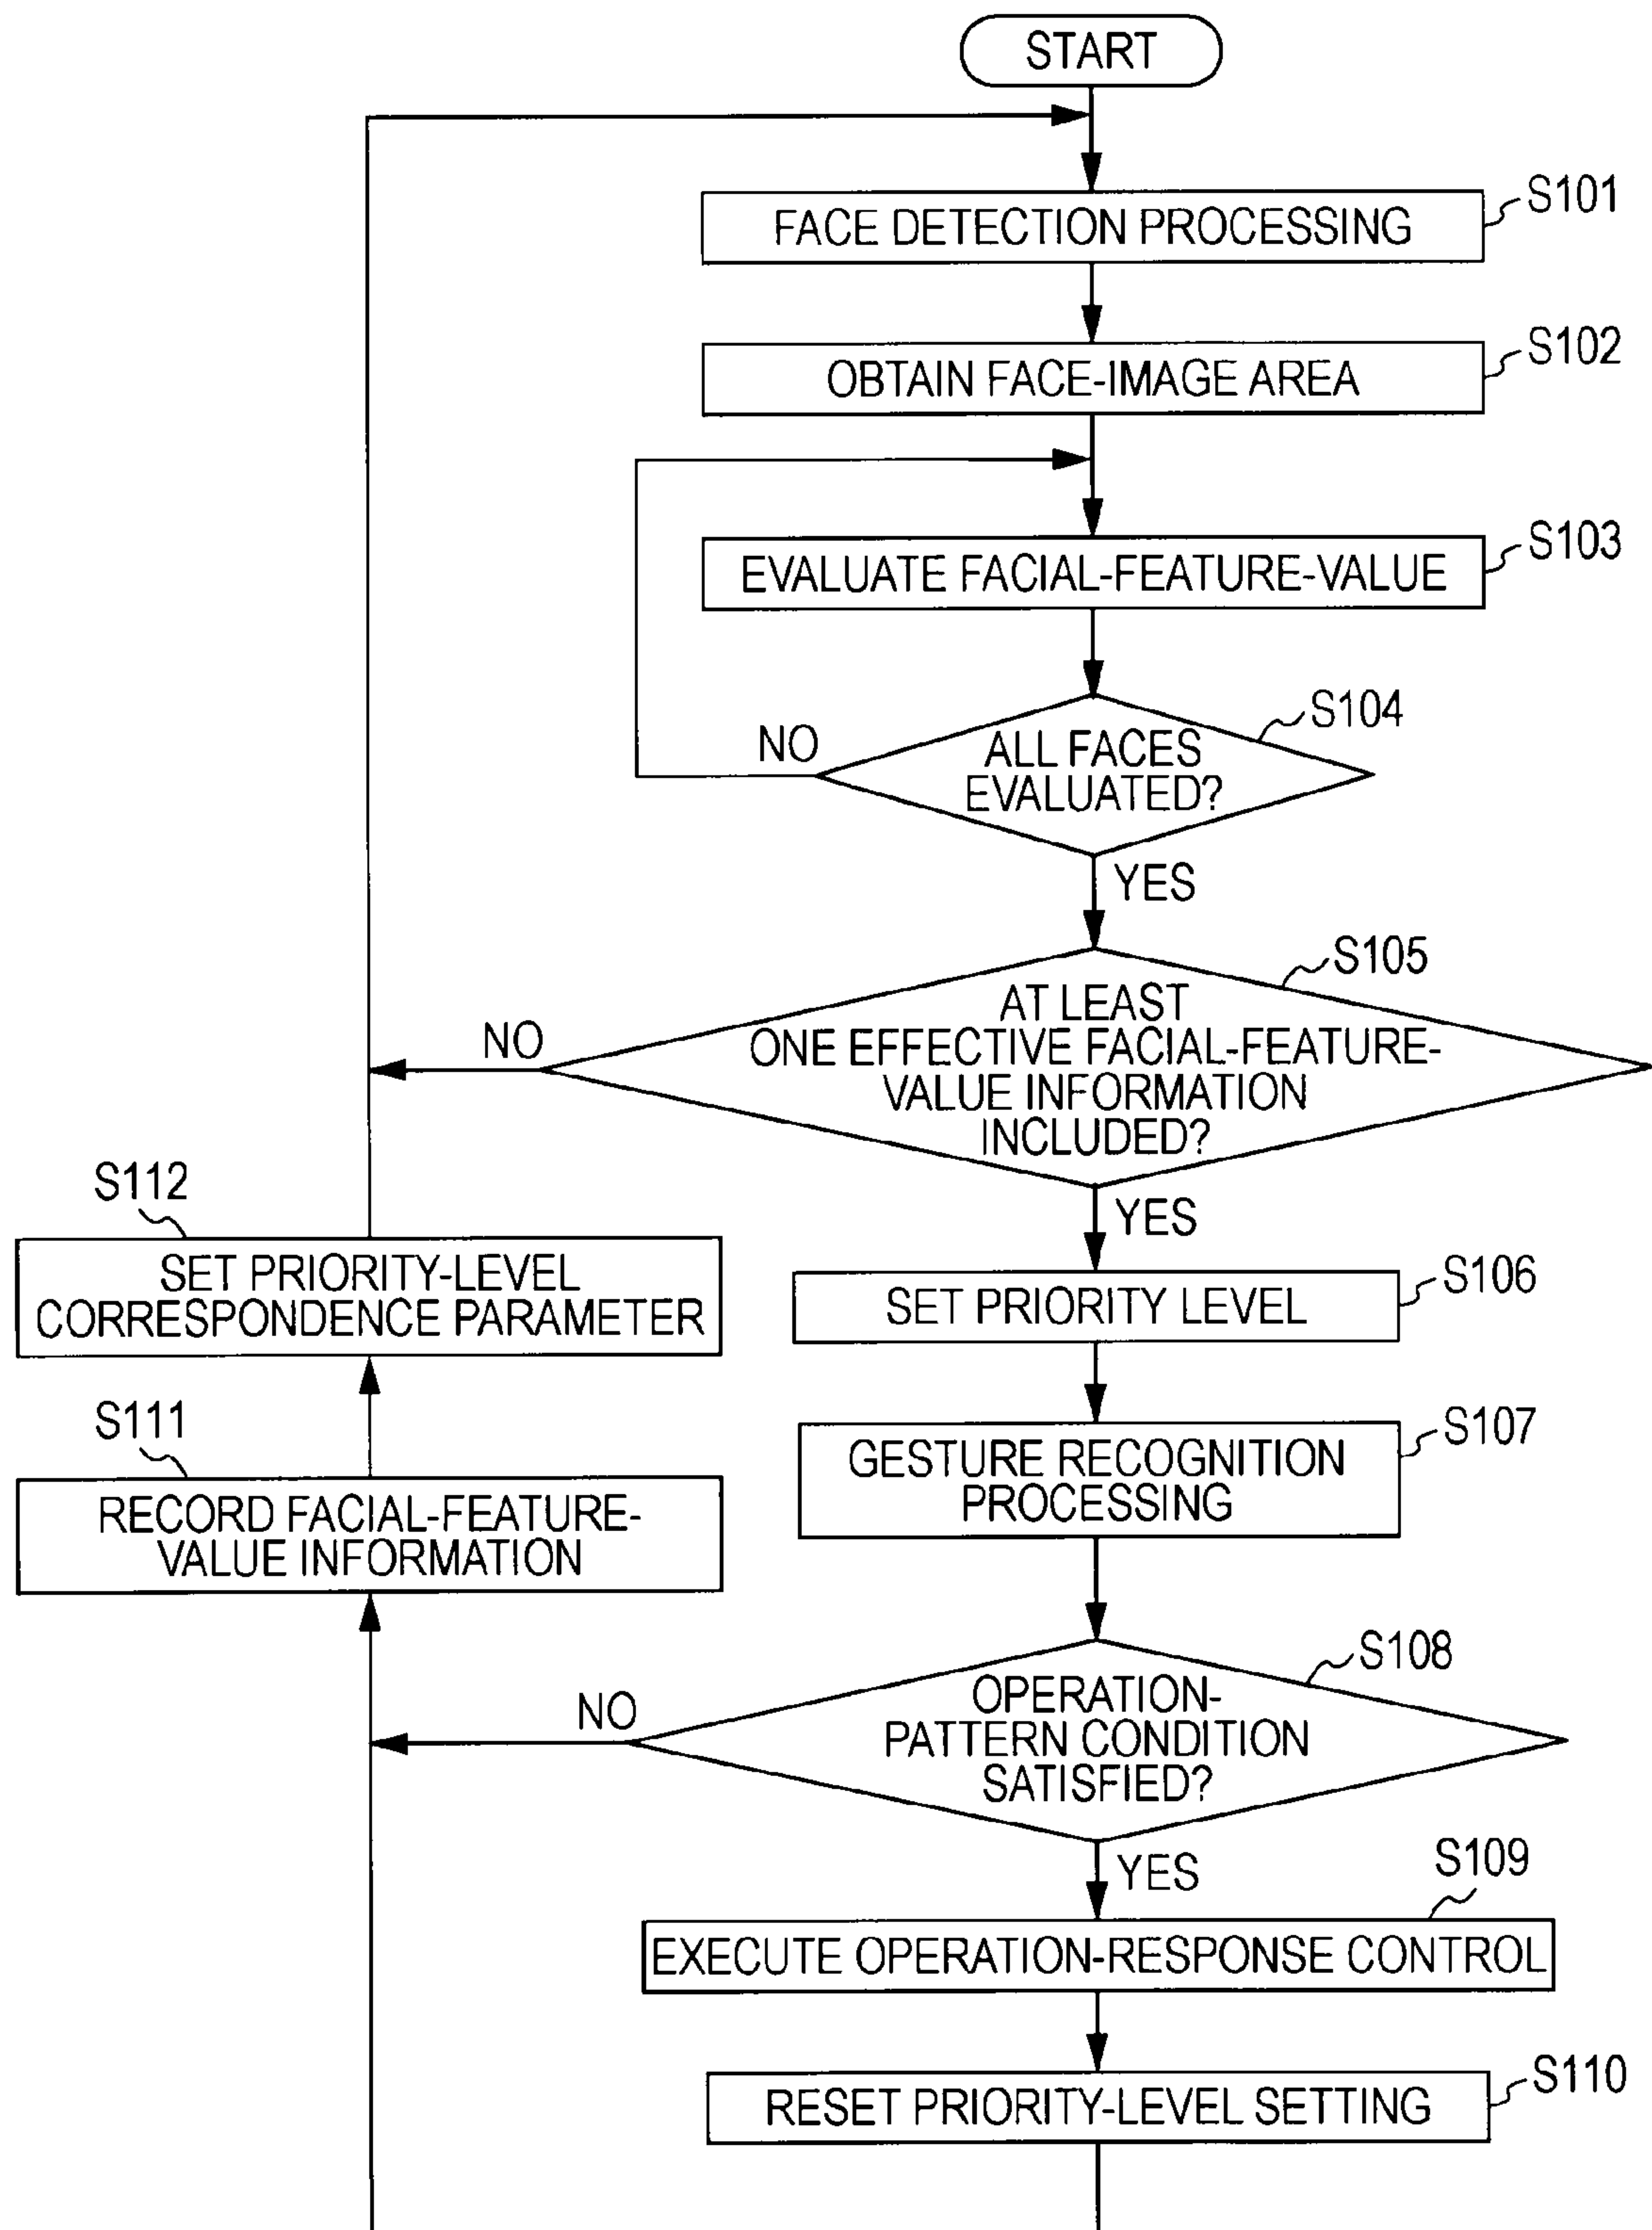 START
FACE DETECTION PROCESSING
S101
OBTAIN FACE-IMAGE AREA
S102
EVALUATE FACIAL-FEATURE-VALUE
S103
ALL FACES
EVALUATED?
S104
NO
YES
AT LEAST
ONE EFFECTIVE FACIAL-FEATURE-
VALUE INFORMATION
INCLUDED?
S105
NO
YES
S112
SET PRIORITY-LEVEL
CORRESPONDENCE PARAMETER
SET PRIORITY LEVEL
S106
S111
RECORD FACIAL-FEATURE-
VALUE INFORMATION
GESTURE RECOGNITION
PROCESSING
S107
OPERATION-
PATTERN CONDITION
SATISFIED?
S108
NO
YES
S109
EXECUTE OPERATION-RESPONSE CONTROL
RESET PRIORITY-LEVEL SETTING
S110